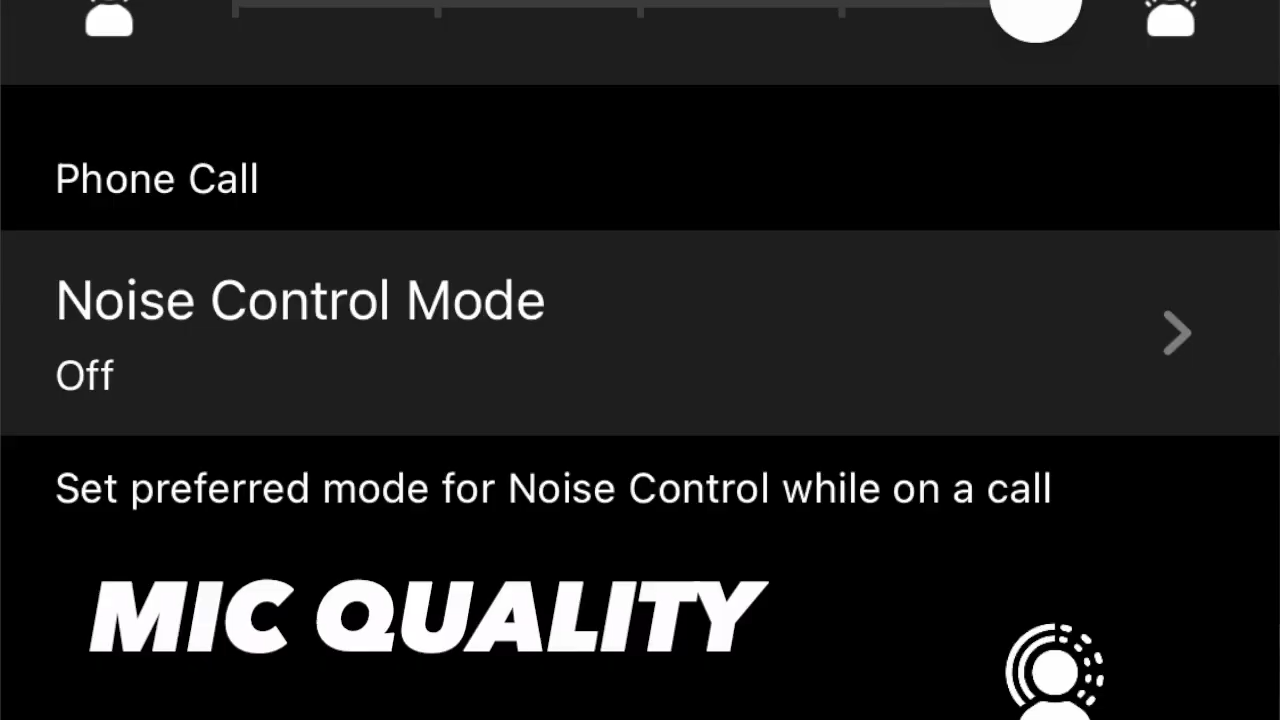 Phone Call
Noise Control Mode
Off
Set preferred mode for Noise Control while on a call
MIC QUALITY